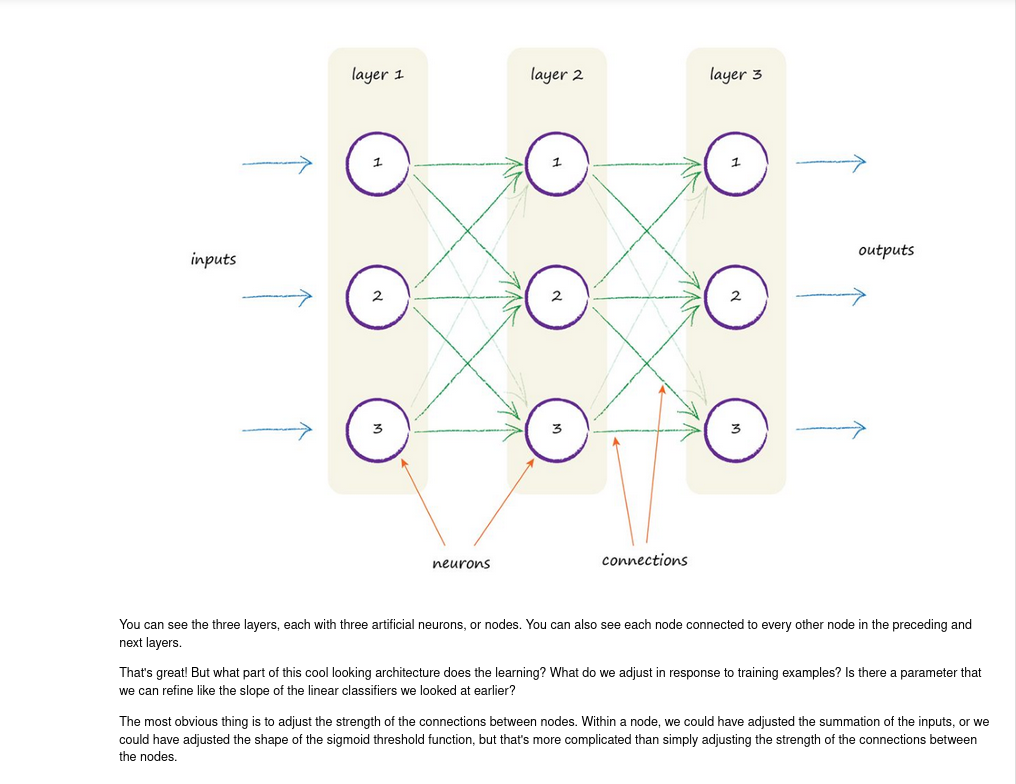 layer 1
layer 2
layer 3
1
1
1
inputs
outputs
2
2
2
3
3
3
neurons
connections
You can see the three layers, each with three artificial neurons, or nodes. You can also see each node connected to every other node in the preceding and
next layers.
That's great! But what part of this cool looking architecture does the learning? What do we adjust in response to training examples? Is there a parameter that
we can refine like the slope of the linear classifiers we looked at earlier?
The most obvious thing is to adjust the strength of the connections between nodes. Within a node, we could have adjusted the summation of the inputs, or we
could have adjusted the shape of the sigmoid threshold function, but that's more complicated than simply adjusting the strength of the connections between
the nodes.